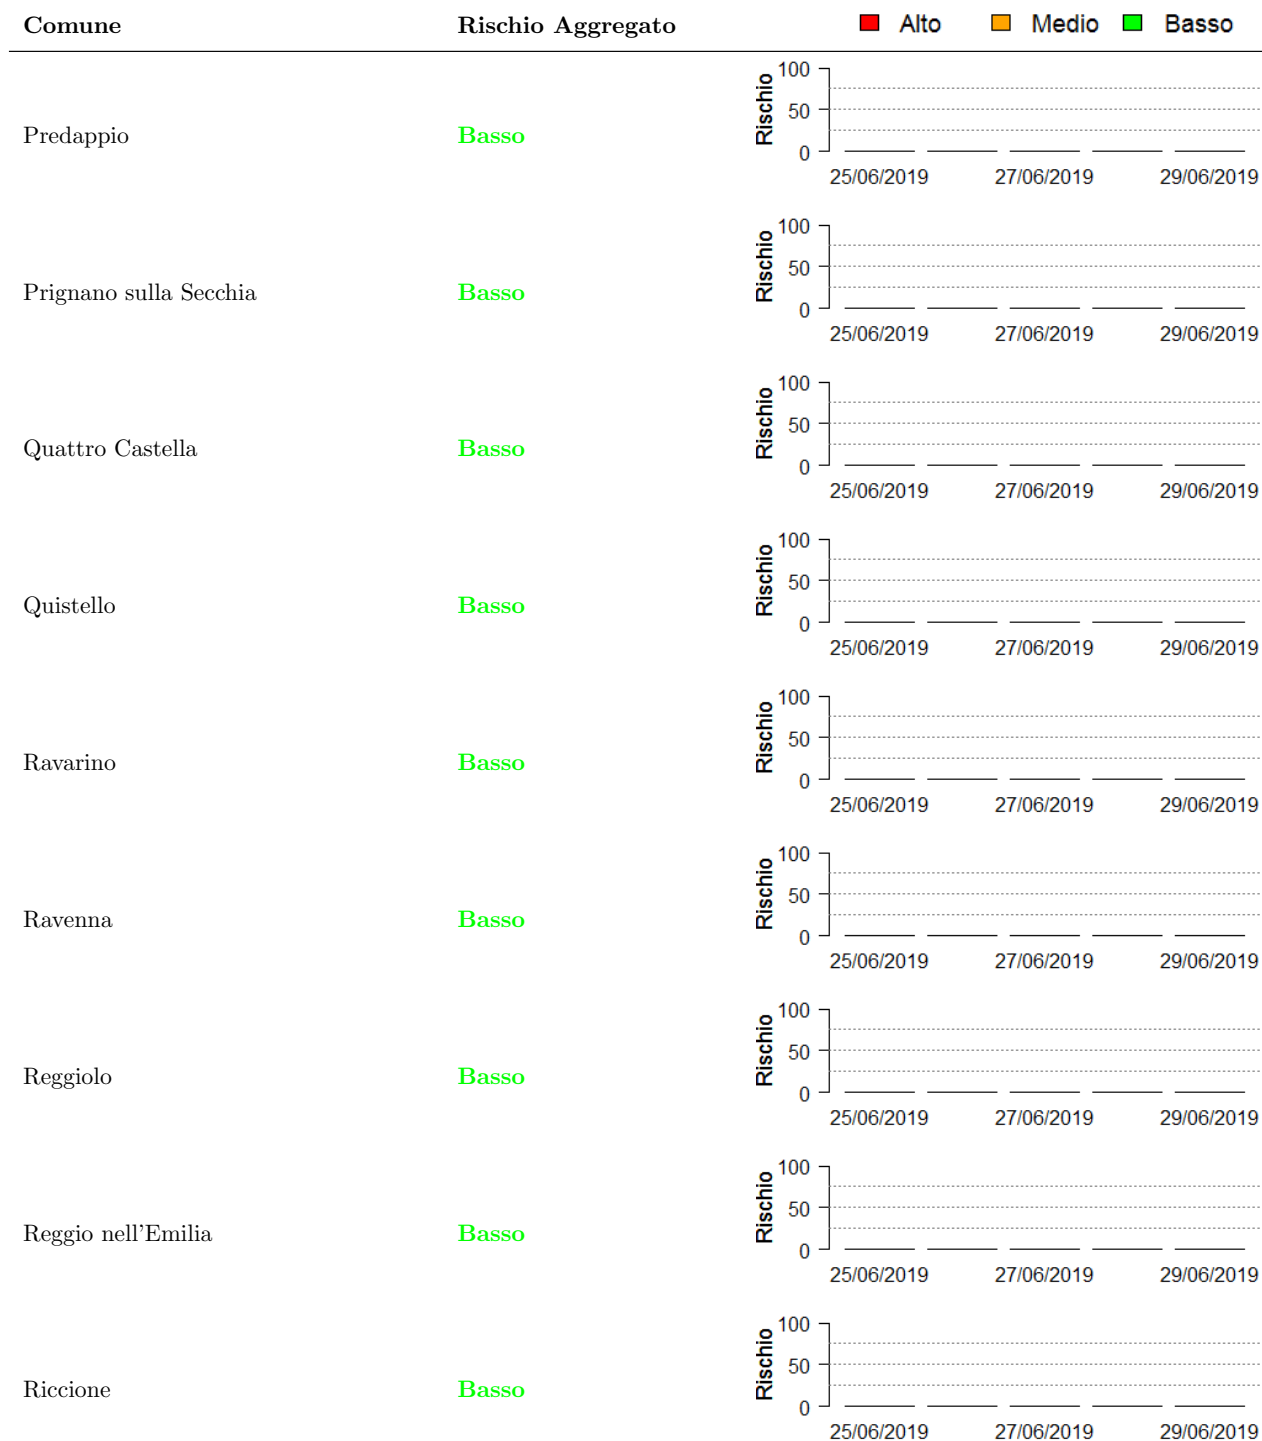 Comune Rischio Aggregato Alto Medio Basso
Predappio Basso
Rischio
100
50
0
25/06/2019 27/06/2019 29/06/2019
Prignano sulla Secchia Basso
Rischio
100
50
0
25/06/2019 27/06/2019 29/06/2019
Quattro Castella Basso
Rischio
100
50
0
25/06/2019 27/06/2019 29/06/2019
Quistello Basso
Rischio
100
50
0
25/06/2019 27/06/2019 29/06/2019
Ravarino Basso
Rischio
100
50
0
25/06/2019 27/06/2019 29/06/2019
Ravenna Basso
Rischio
100
50
0
25/06/2019 27/06/2019 29/06/2019
Reggiolo Basso
Rischio
100
50
0
25/06/2019 27/06/2019 29/06/2019
Reggio nell'Emilia Basso
Rischio
100
50
0
25/06/2019 27/06/2019 29/06/2019
Riccione Basso
Rischio
100
50
0
25/06/2019 27/06/2019 29/06/2019